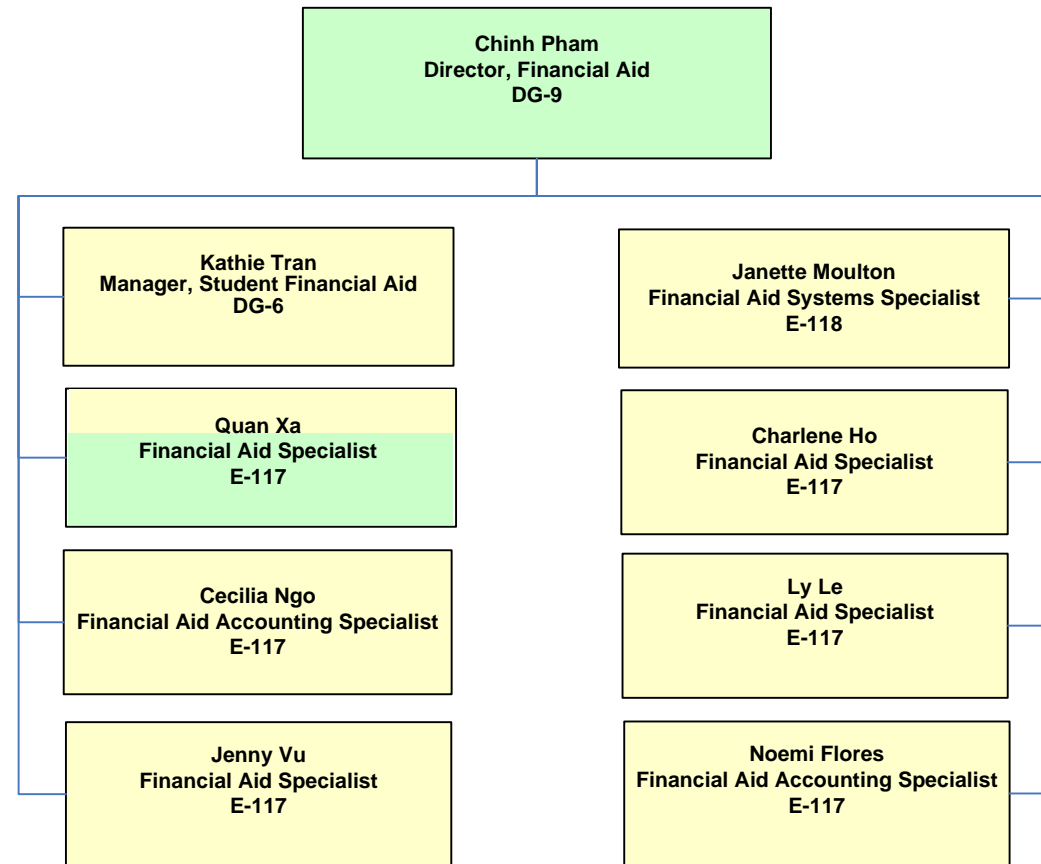 Chinh Pham
Director, Financial Aid
DG-9
Kathie Tran
Manager, Student Financial Aid
DG-6
Janette Moulton
Financial Aid Systems Specialist
E-118
Quan Xa
Financial Aid Specialist
E-117
Charlene Ho
Financial Aid Specialist
E-117
Cecilia Ngo
Financial Aid Accounting Specialist
E-117
Ly Le
Financial Aid Specialist
E-117
Jenny Vu
Financial Aid Specialist
E-117
Noemi Flores
Financial Aid Accounting Specialist
E-117